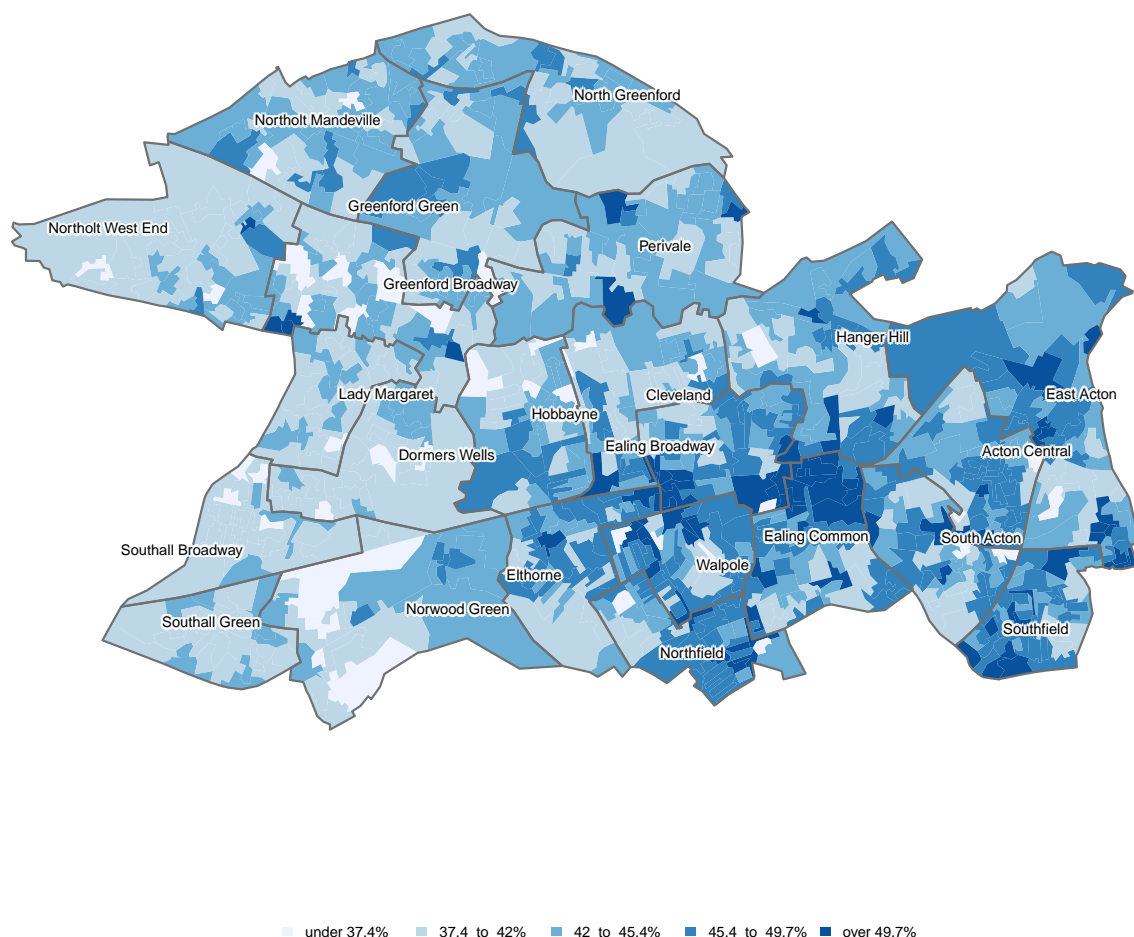 North Greenford
Northolt Mandeville
Greenford Green
Northolt West End
Perivale
Greenford Broadway
Hanger Hill
Lady Margaret
Cleveland
East Acton
Hobbayne
Ealing Broadway
Dormers Wells
Acton Central
Southall Broadway
Ealing Common
South Acton
Elthorne
Walpole
Norwood Green
Southall Green
Southfield
Northfield
under 37.4% 37.4 to 42% 42 to 45.4% 45.4 to 49.7% over 49.7%